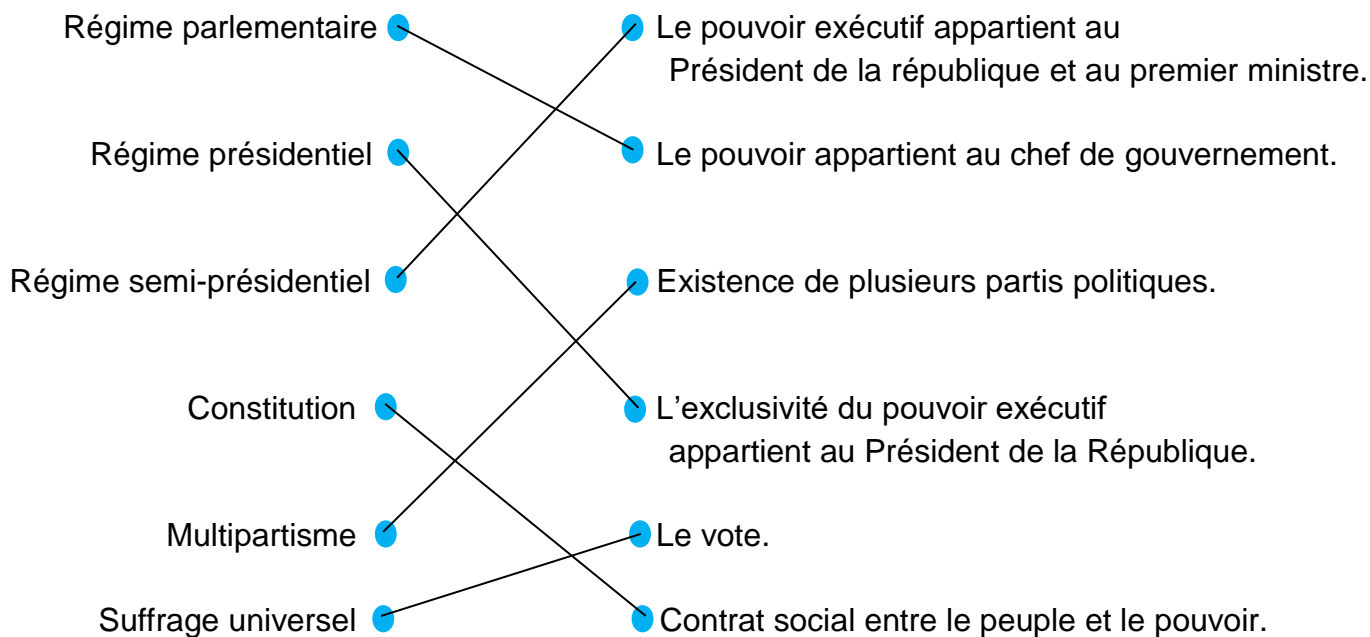 Régime parlementaire
Le pouvoir exécutif appartient au
Président de la république et au premier ministre.
Régime présidentiel
Le pouvoir appartient au chef de gouvernement.
Régime semi-présidentiel
Existence de plusieurs partis politiques.
Constitution
L’exclusivité du pouvoir exécutif
appartient au Président de la République.
Multipartisme
Le vote.
Suffrage universel
Contrat social entre le peuple et le pouvoir.